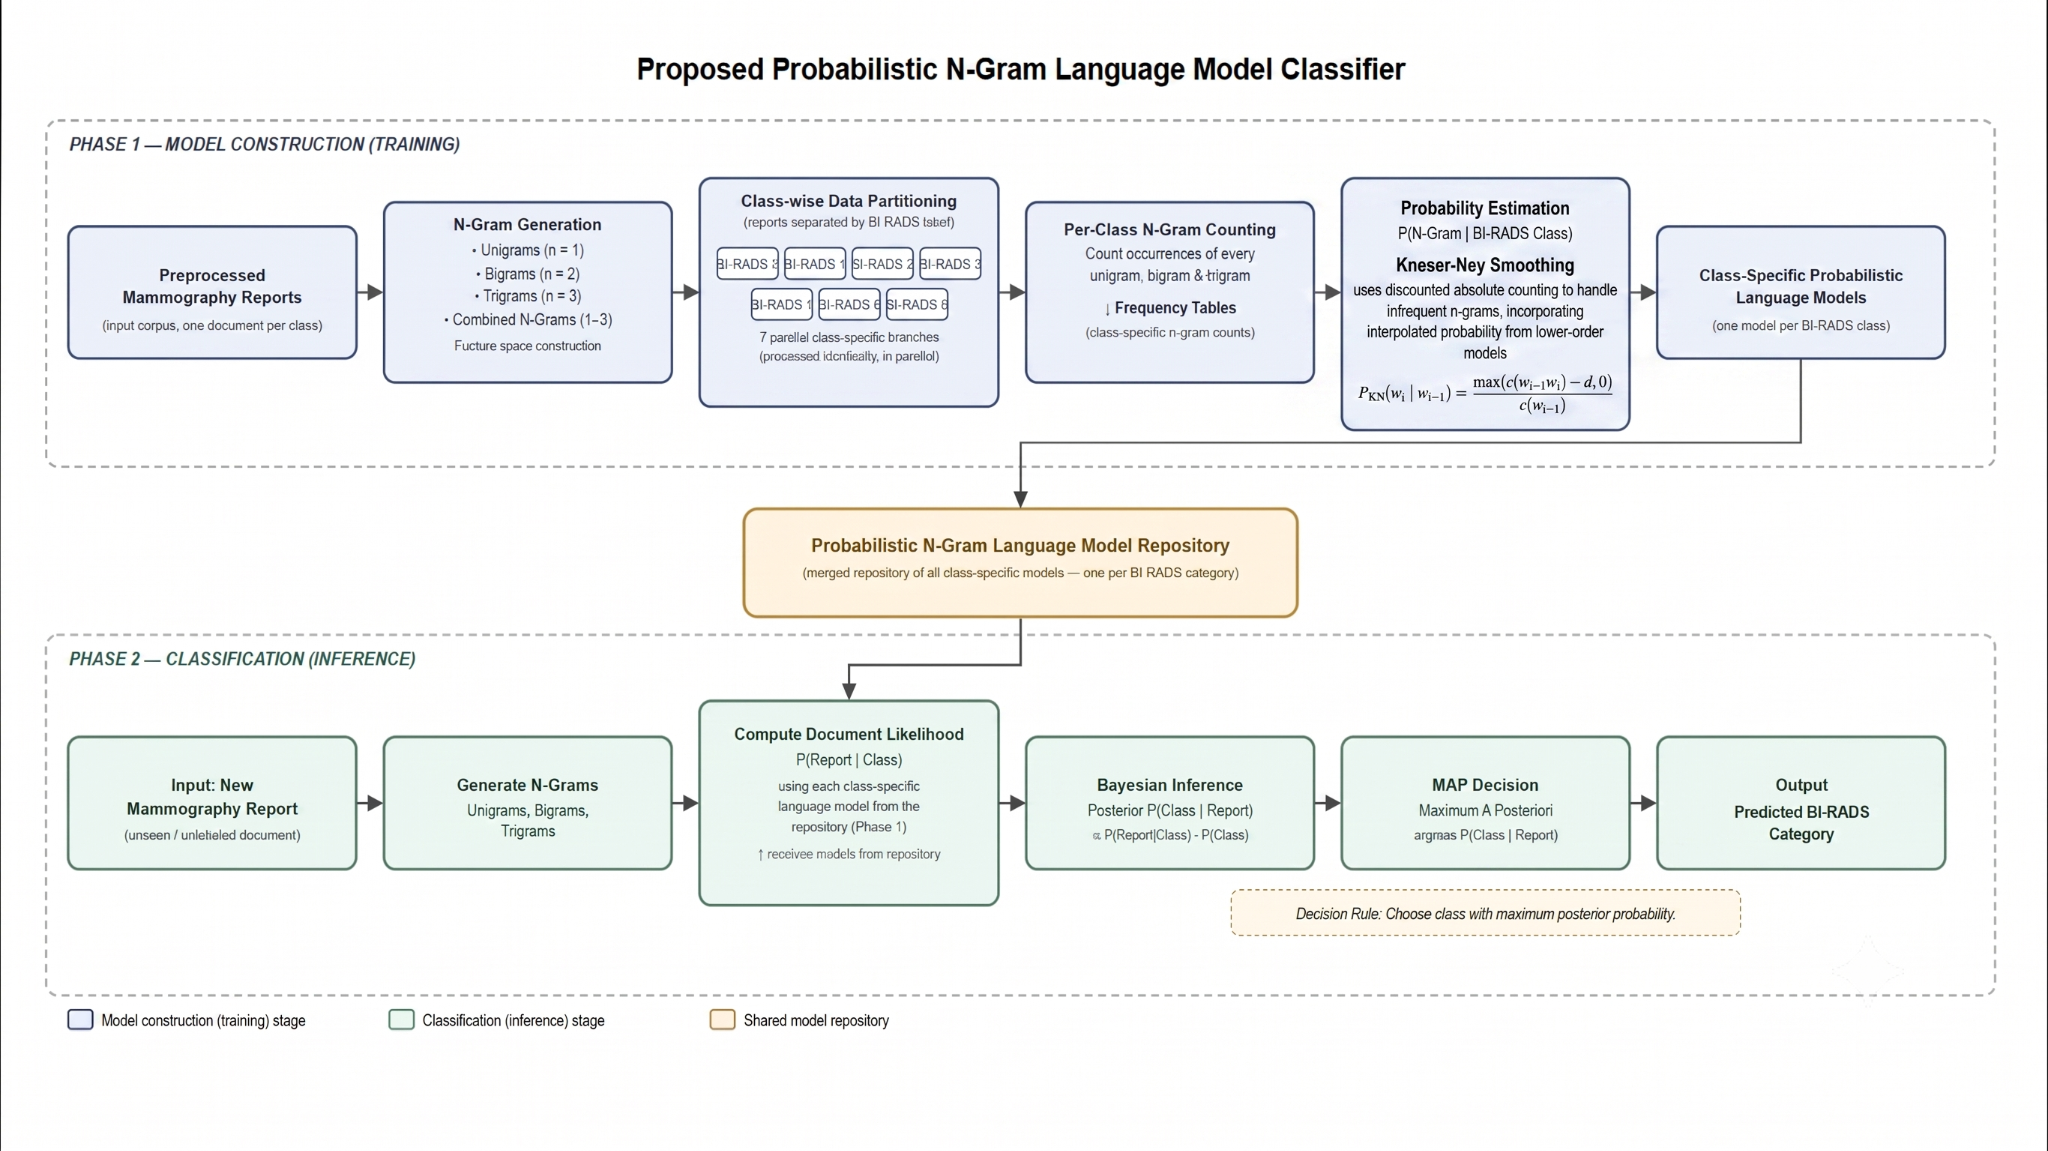 Proposed Probabilistic N-Gram Language Model Classifier
PHASE 1 — MODEL CONSTRUCTION (TRAINING)
Preprocessed
Mammography Reports
(input corpus, one document per class)
N-Gram Generation
• Unigrams (n = 1)
• Bigrams (n = 2)
• Trigrams (n = 3)
• Combined N-Grams (1–3)
Fucture space construction
Class-wise Data Partitioning
(reports separated by BI RADS
BI-RADS
BI-RADS 1
SI-RADS 2
BI-RADS 3
BI-RADS 1
BI-RADS 6
SI-RADS 8
7 parellel class-specific branches
(processed in parellol)
Per-Class N-Gram Counting
Count occurrences of every
unigram, bigram & trigram
↓ Frequency Tables
(class-specific n-gram counts)
Probability Estimation
P(N-Gram | BI-RADS Class)
Kneser-Ney Smoothing
uses discounted absolute counting to handle
infrequent n-grams, incorporating
interpolated probability from lower-order
models
P_KN(w_i | w_{i−1}) = max(c(w_{i−1}w_i) − d, 0) / c(w_{i−1})
Class-Specific Probabilistic
Language Models
(one model per BI-RADS class)
Probabilistic N-Gram Language Model Repository
(merged repository of all class-specific models — one per BI RADS category)
PHASE 2 — CLASSIFICATION (INFERENCE)
Input: New
Mammography Report
(unseen / document)
Generate N-Grams
Unigrams, Bigrams,
Trigrams
Compute Document Likelihood
P(Report | Class)
using each class-specific
language model from the
repository (Phase 1)
↑ receivee models from repository
Bayesian Inference
Posterior P(Class | Report)
∝ P(Report|Class) - P(Class)
MAP Decision
Maximum A Posteriori
argmas P(Class | Report)
Output
Predicted BI-RADS
Category
Decision Rule: Choose class with maximum posterior probability.
Model construction (training) stage
Classification (inference) stage
Shared model repository